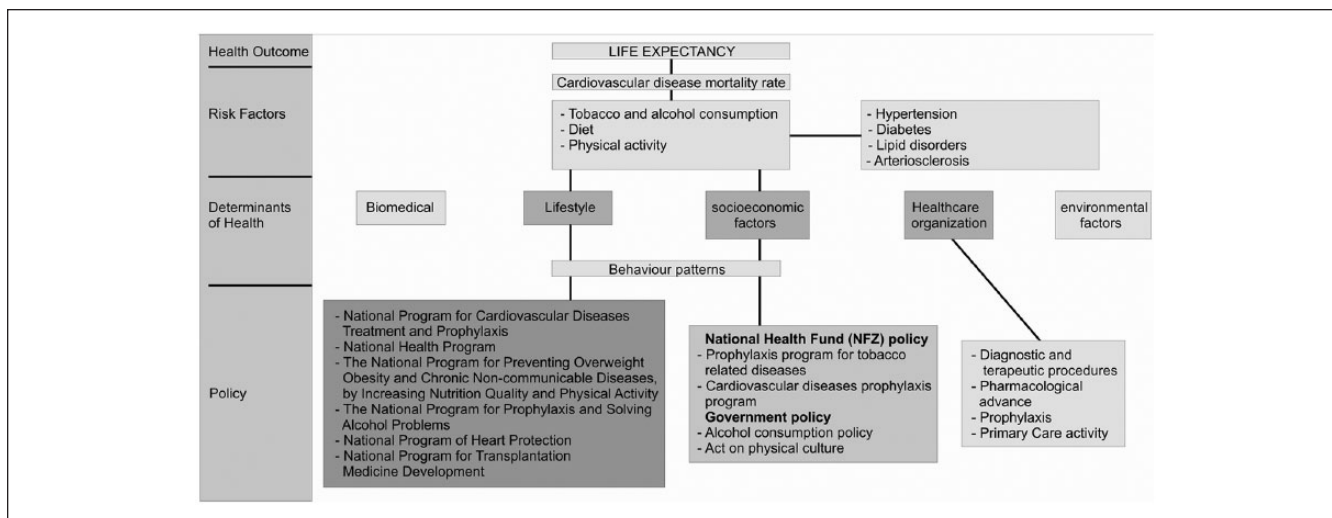 Health Outcome
LIFE EXPECTANCY
Cardiovascular disease mortality rate
Risk Factors
- Tobacco and alcohol consumption
- Diet
- Physical activity
- Hypertension
- Diabetes
- Lipid disorders
- Arteriosclerosis
Determinants
of Health
Biomedical
Lifestyle
socioeconomic
factors
Healthcare
organization
environmental
factors
Behaviour patterns
Policy
- National Program for Cardiovascular Diseases
Treatment and Prophylaxis
- National Health Program
- The National Program for Preventing Overweight
Obesity and Chronic Non-communicable Diseases,
by Increasing Nutrition Quality and Physical Activity
- The National Program for Prophylaxis and Solving
Alcohol Problems
- National Program of Heart Protection
- National Program for Transplantation
Medicine Development
National Health Fund (NFZ) policy
- Prophylaxis program for tobacco
related diseases
- Cardiovascular diseases prophylaxis
program
Government policy
- Alcohol consumption policy
- Act on physical culture
- Diagnostic and
therapeutic procedures
- Pharmacological
advance
- Prophylaxis
- Primary Care activity